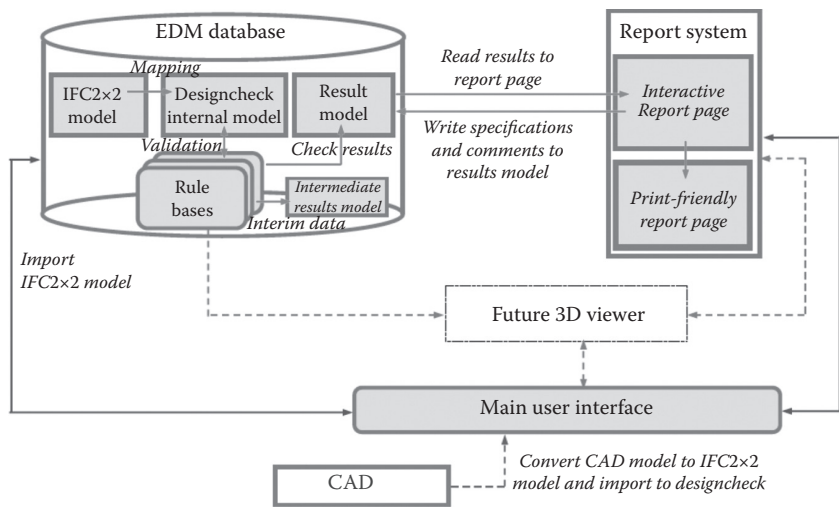 EDM database
Mapping
IFC2×2
model
Designcheck
internal model
Result
model
Validation
Check results
Rule
bases
Intermediate
results model
Interim data
Read results to
report page
Write specifications
and comments to
results model
Report system
Interactive
Report page
Print-friendly
report page
Import
IFC2×2 model
Future 3D viewer
Main user interface
CAD
Convert CAD model to IFC2×2
model and import to designcheck